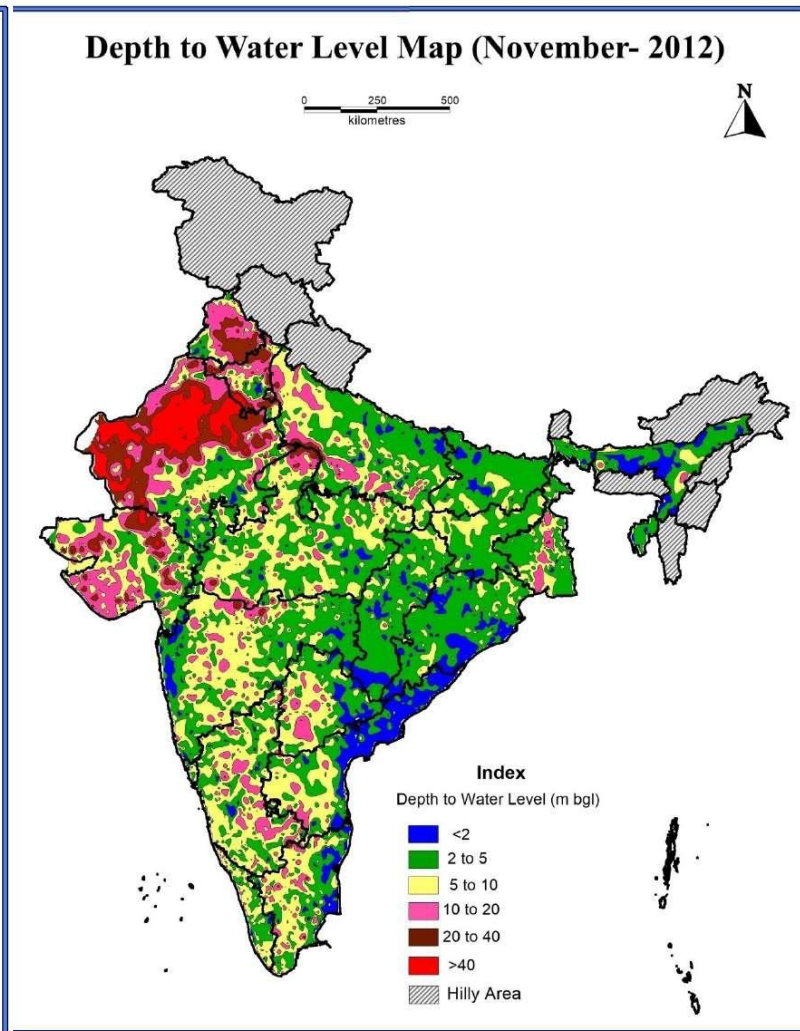 Depth to Water Level Map (November- 2012)
0 250 500
kilometres
N
Index
Depth to Water Level (m bgl)
<2
2 to 5
5 to 10
10 to 20
20 to 40
>40
Hilly Area